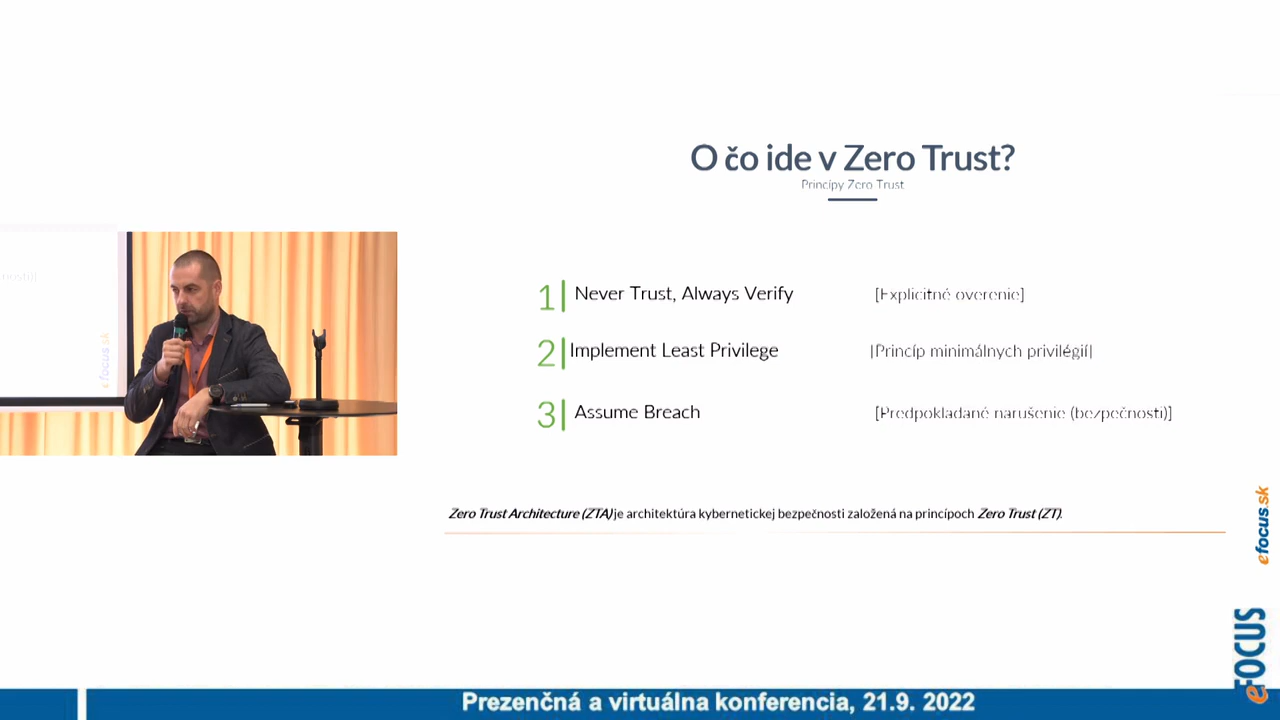 O čo ide v Zero Trust?
Princípy Zero Trust
1 Never Trust, Always Verify [Explicitné overenie]
2 Implement Least Privilege [Princíp minimálnych privilégií]
3 Assume Breach [Predpokladané narušenie (bezpečnosti)]
Zero Trust Architecture (ZTA) je architektúra kybernetickej bezpečnosti založená na princípoch Zero Trust (ZT).
efocus.sk
efocus.sk
eFOCUS
Prezenčná a virtuálna konferencia, 21.9. 2022